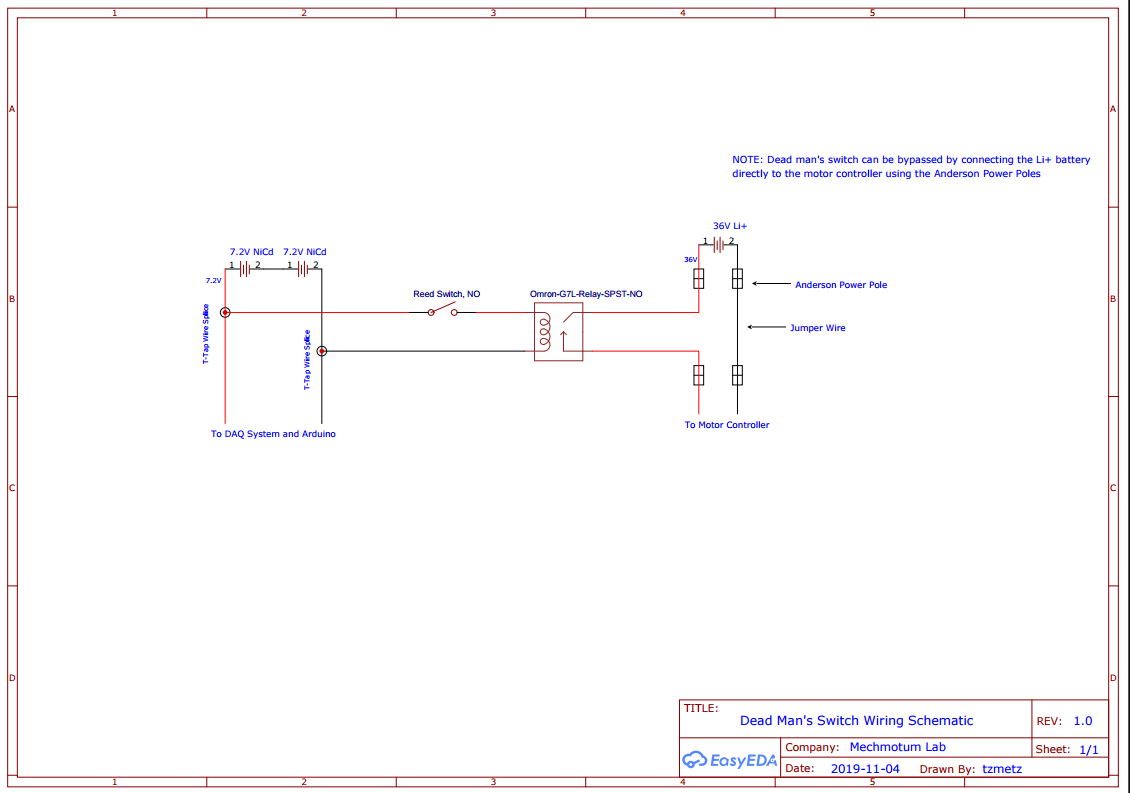 1 2 3 4 5
A A
NOTE: Dead man's switch can be bypassed by connecting the Li+ battery
directly to the motor controller using the Anderson Power Poles
36V Li+
1 2
7.2V NiCd 7.2V NiCd
1 2 1 2
36V
7.2V
Anderson Power Pole
Reed Switch, NO
Omron-G7L-Relay-SPST-NO
B B
T-Tap Wire Splice
T-Tap Wire Splice
Jumper Wire
To DAQ System and Arduino
To Motor Controller
C C
D D
TITLE:
Dead Man's Switch Wiring Schematic
REV: 1.0
EasyEDA
Company: Mechmotum Lab
Sheet: 1/1
Date: 2019-11-04 Drawn By: tzmetz
1 2 3 4 5